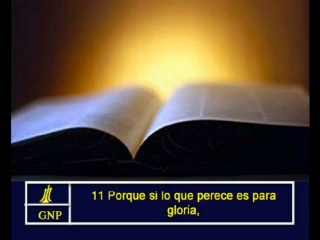 11 Porque si lo que perece es para
gloria,
GNP